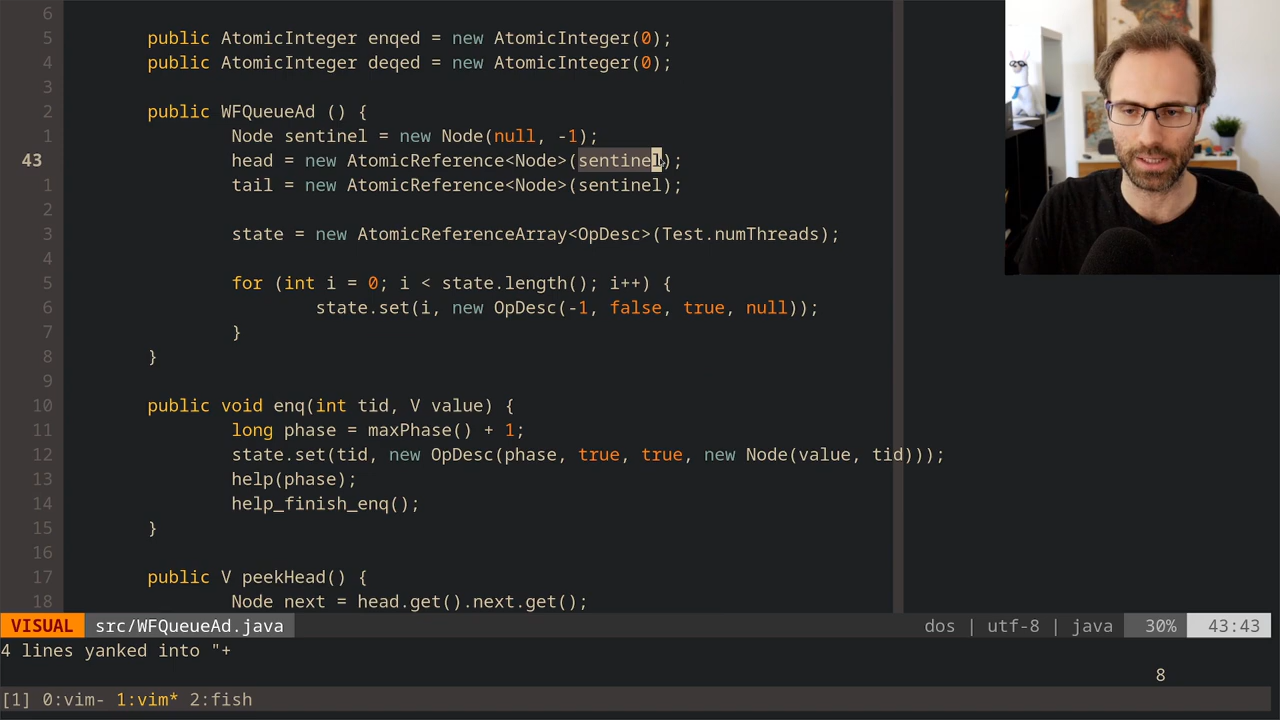 6
5 public AtomicInteger enqed = new AtomicInteger(0);
4 public AtomicInteger deqed = new AtomicInteger(0);
3
2 public WFQueueAd () {
1 Node sentinel = new Node(null, -1);
43 head = new AtomicReference<Node>(sentinel);
1 tail = new AtomicReference<Node>(sentinel);
2
3 state = new AtomicReferenceArray<OpDesc>(Test.numThreads);
4
5 for (int i = 0; i < state.length(); i++) {
6 state.set(i, new OpDesc(-1, false, true, null));
7 }
8 }
9
10 public void enq(int tid, V value) {
11 long phase = maxPhase() + 1;
12 state.set(tid, new OpDesc(phase, true, true, new Node(value, tid)));
13 help(phase);
14 help_finish_enq();
15 }
16
17 public V peekHead() {
18 Node next = head.get().next.get();
VISUAL src/WFQueueAd.java dos | utf-8 | java 30% 43:43
4 lines yanked into "+
8
[1] 0:vim- 1:vim* 2:fish